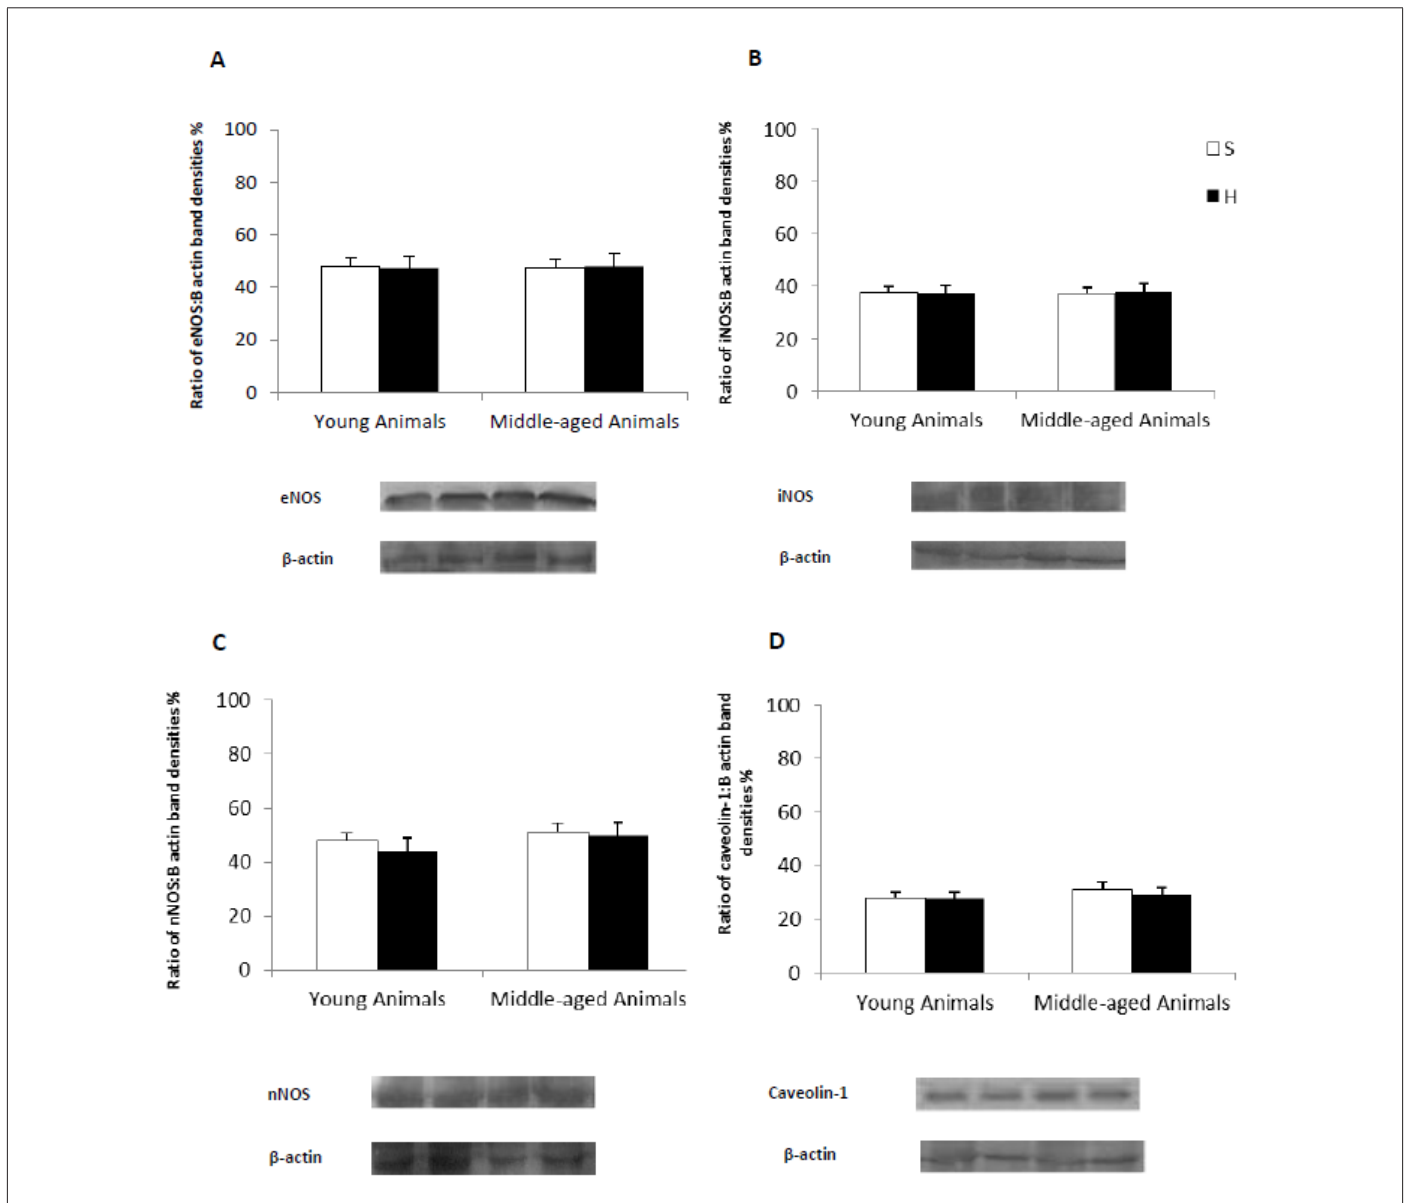 A
Ratio of eNOS:B actin band densities %
100
80
60
40
20
0
Young Animals Middle-aged Animals
eNOS
β-actin
B
Ratio of iNOS:B actin band densities %
100
80
60
40
20
0
Young Animals Middle-aged Animals
S
H
iNOS
β-actin
C
Ratio of nNOS:B actin band densities %
100
80
60
40
20
0
Young Animals Middle-aged Animals
nNOS
β-actin
D
Ratio of caveolin-1:B actin band
densities %
100
80
60
40
20
0
Young Animals Middle-aged Animals
Caveolin-1
β-actin